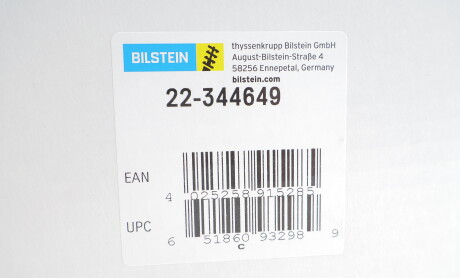 BILSTEIN
thyssenkrupp Bilstein GmbH
August-Bilstein-Straße 4
58256 Ennepetal, Germany
bilstein.com
22-344649
EAN
4 025258 915285
UPC
6 51860 93298 9
C